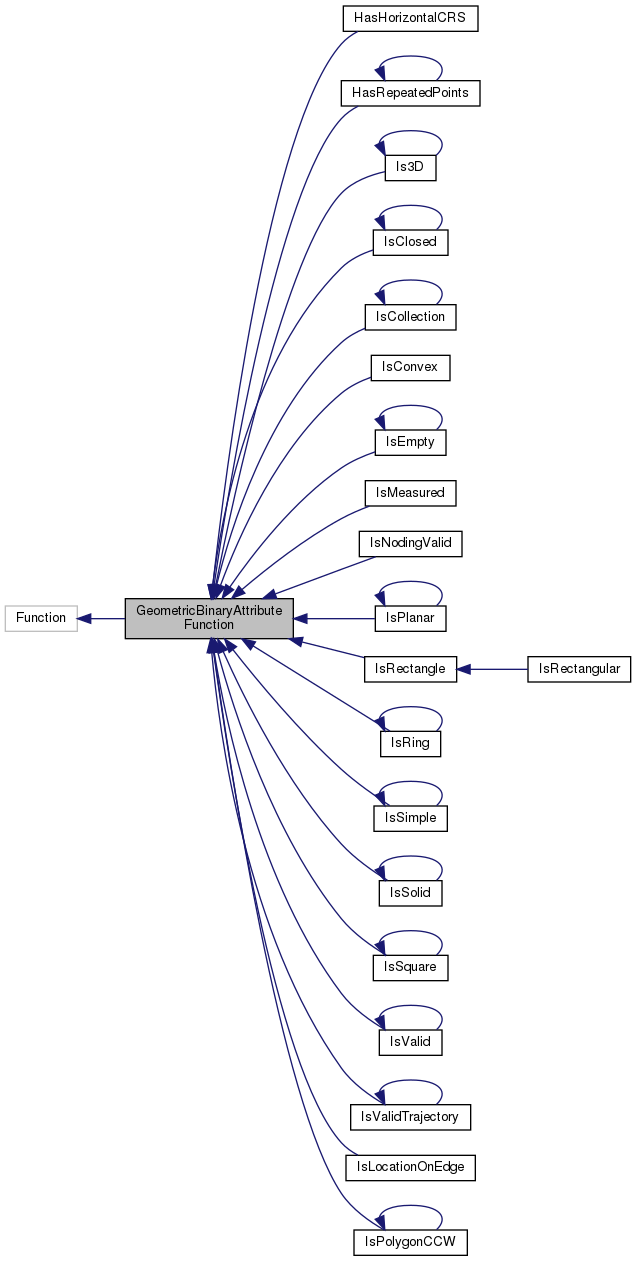 HasHorizontalCRS
HasRepeatedPoints
Is3D
IsClosed
IsCollection
IsConvex
IsEmpty
IsMeasured
IsNodingValid
Function
GeometricBinaryAttribute
Function
IsPlanar
IsRectangle
IsRectangular
IsRing
IsSimple
IsSolid
IsSquare
IsValid
IsValidTrajectory
IsLocationOnEdge
IsPolygonCCW